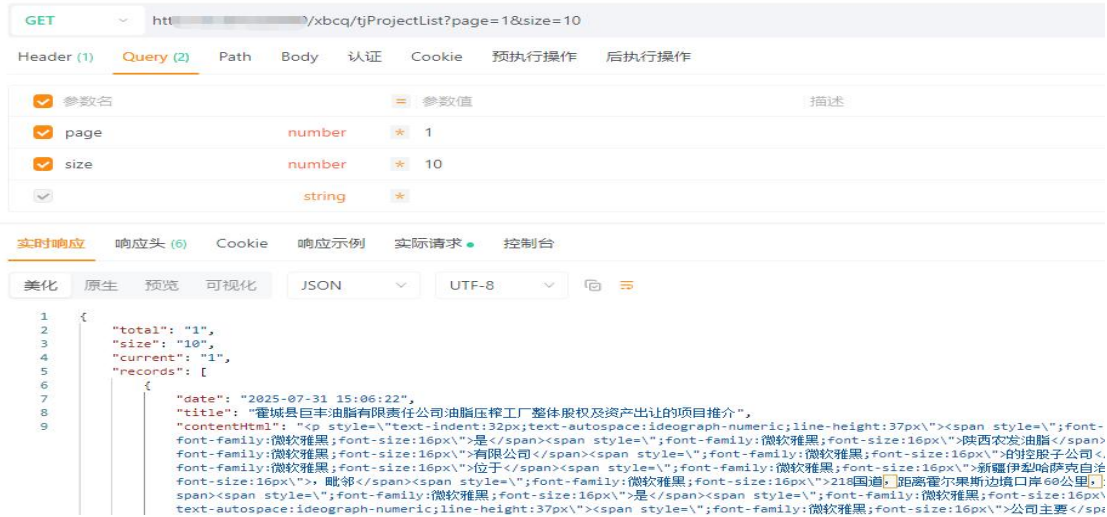 GET htt /xbcq/tjProjectList?page=1&size=10
Header (1) Query (2) Path Body 认证 Cookie 预执行操作 后执行操作
参数名 = 参数值 描述
page number * 1
size number * 10
string *
实时响应 响应头 (6) Cookie 响应示例 实际请求 控制台
美化 原生 预览 可视化 JSON UTF-8
1 {
2 "total": "1",
3 "size": "10",
4 "current": "1",
5 "records": [
6 {
7 "date": "2025-07-31 15:06:22",
8 "title": "霍城县巨丰油脂有限责任公司油脂压榨工厂整体股权及资产出让的项目推介",
9 "contentHtml": "<p style=\"text-indent:32px;text-autospace:ideograph-numeric;line-height:37px\"><span style=\";font-
font-family:微软雅黑;font-size:16px\">是</span><span style=\";font-family:微软雅黑;font-size:16px\">陕西农发油脂</span>
font-family:微软雅黑;font-size:16px\">有限公司</span><span style=\";font-family:微软雅黑;font-size:16px\">的控股子公司</
font-family:微软雅黑;font-size:16px\">位于</span><span style=\";font-family:微软雅黑;font-size:16px\">新疆伊犁哈萨克自治
font-size:16px\">，毗邻</span><span style=\";font-family:微软雅黑;font-size:16px\">218国道，距离霍尔果斯边境口岸60公里，
span><span style=\";font-family:微软雅黑;font-size:16px\">是</span><span style=\";font-family:微软雅黑;font-size:16px\
text-autospace:ideograph-numeric;line-height:37px\"><span style=\";font-family:微软雅黑;font-size:16px\">公司主要</spa